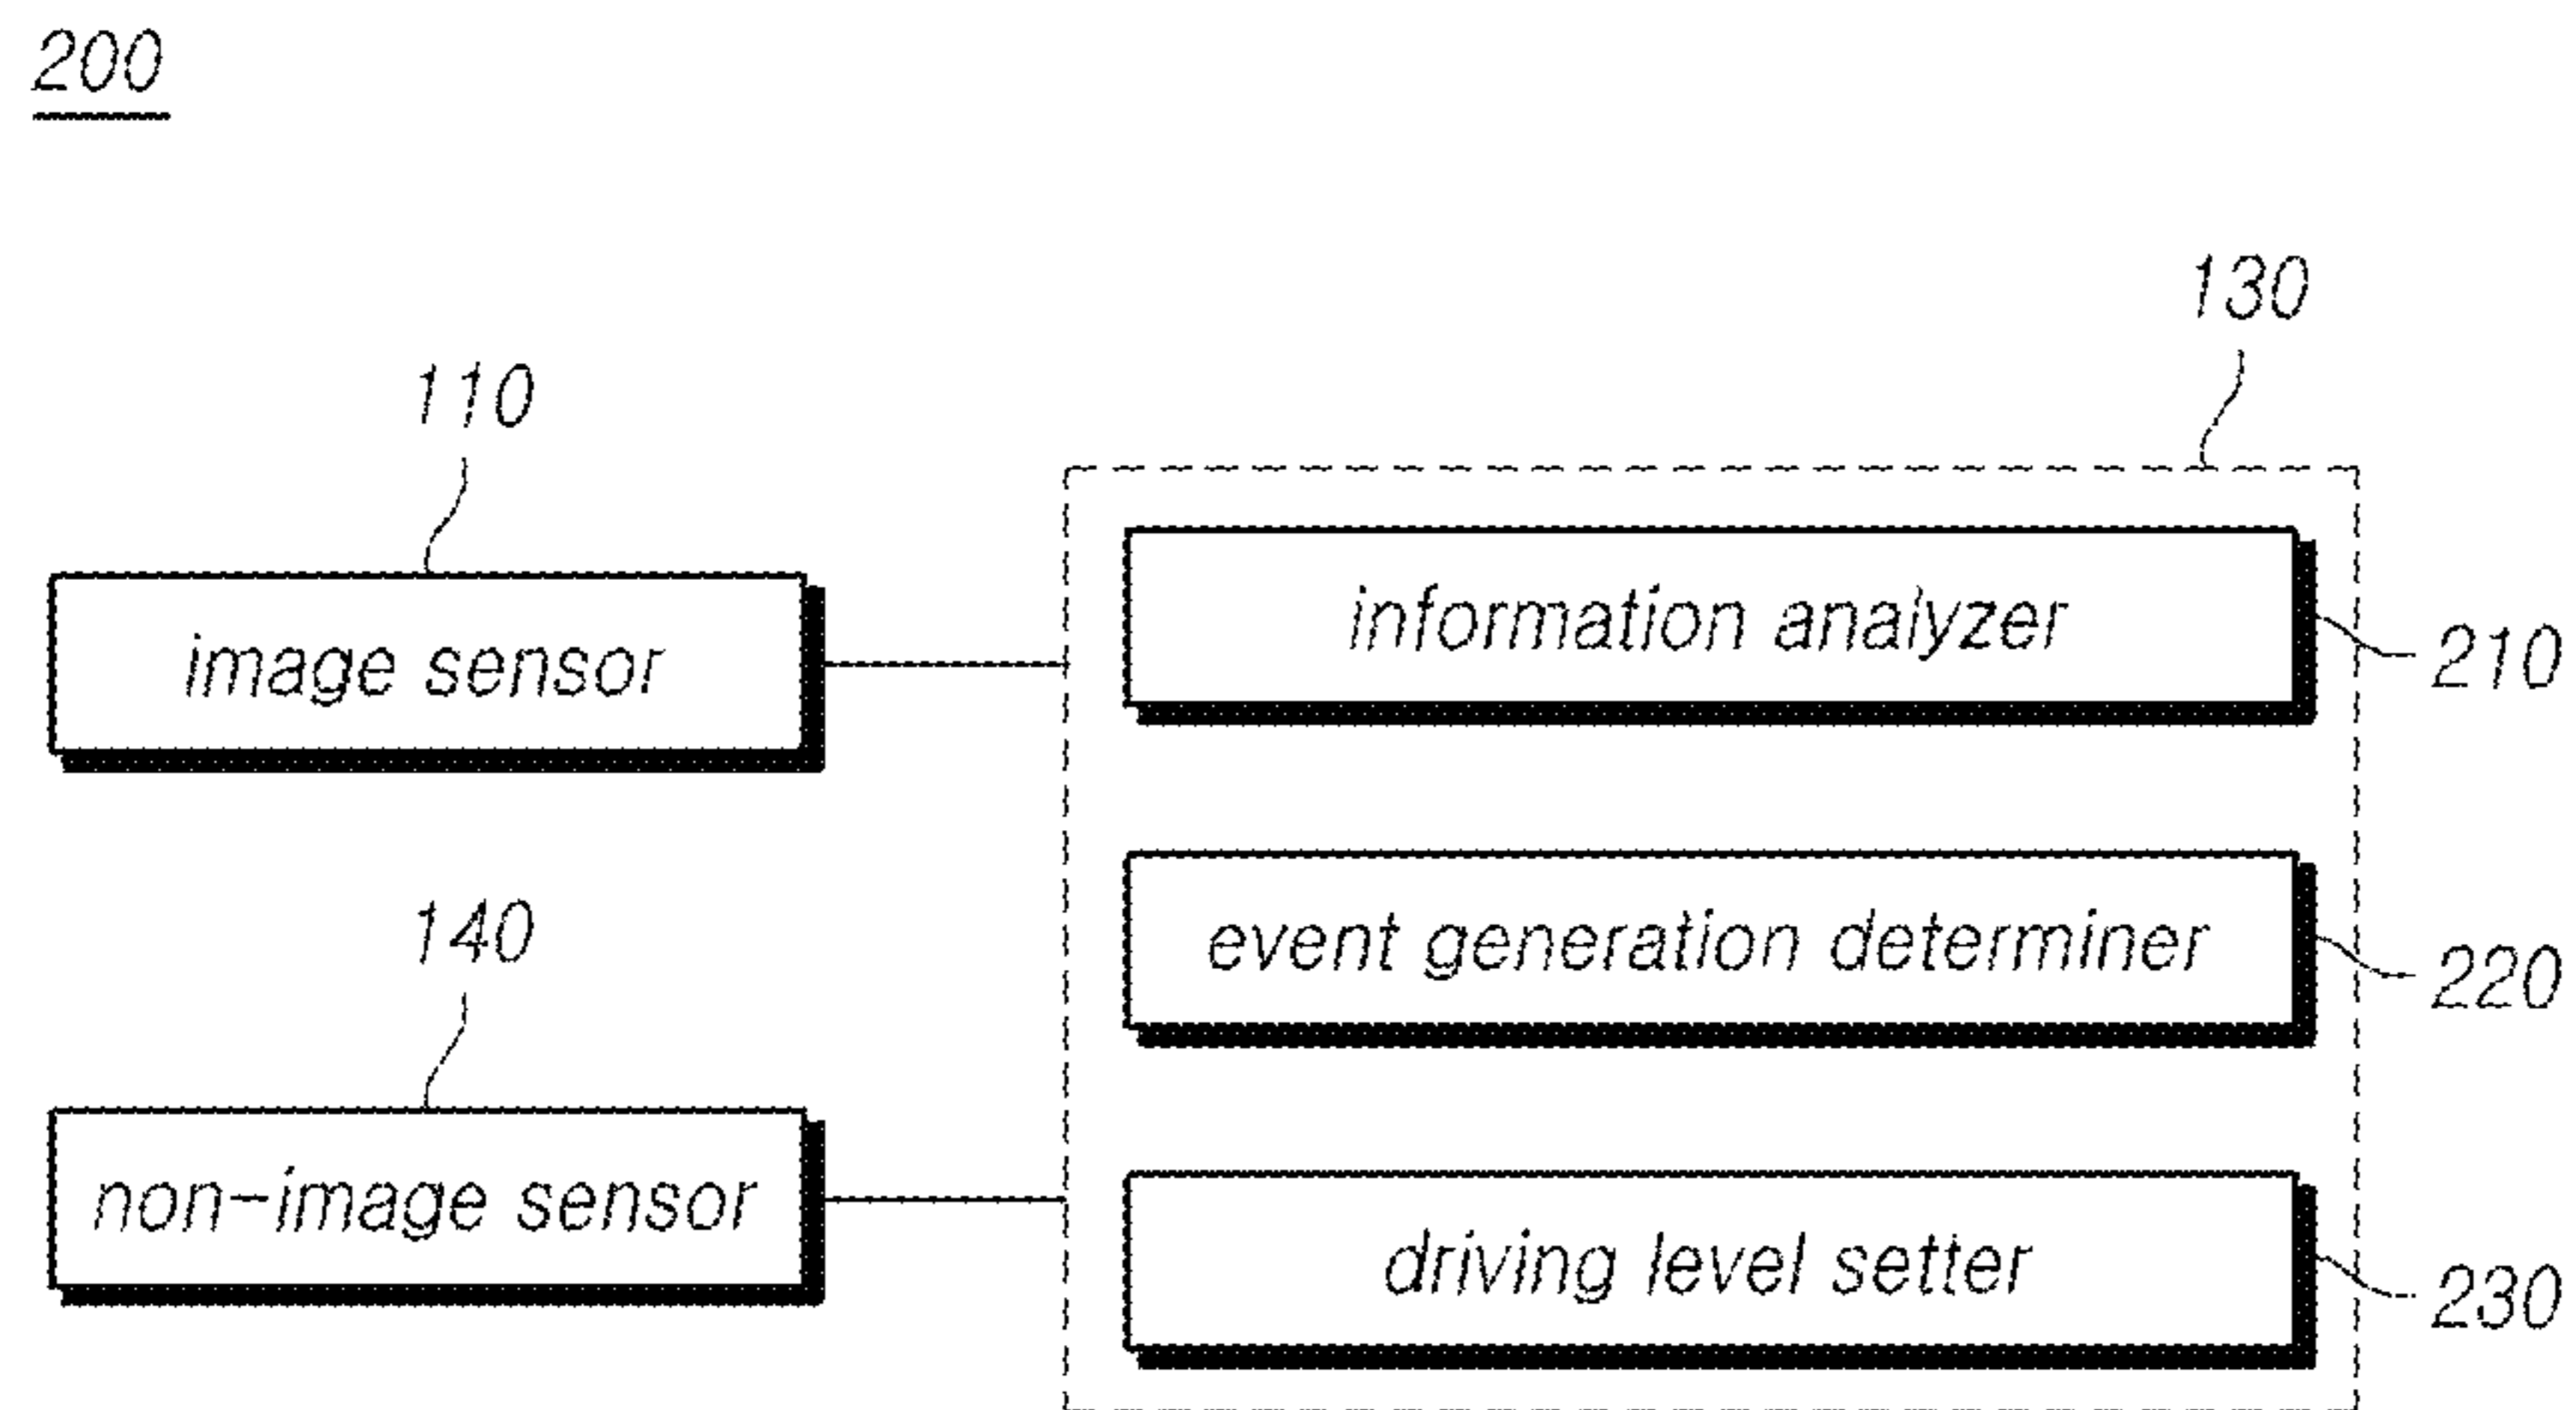 200
130
110
image sensor
information analyzer
210
140
event generation determiner
220
non-image sensor
driving level setter
230